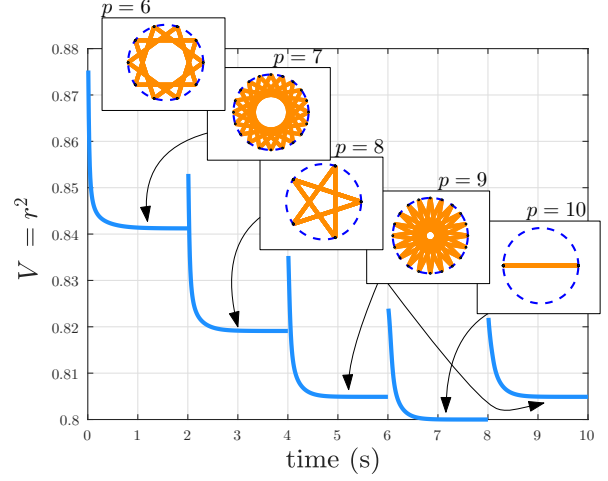 p = 6
p = 7
p = 8
p = 9
p = 10
0.88
0.87
0.86
0.85
0.84
0.83
0.82
0.81
0.8
V = r²
0 1 2 3 4 5 6 7 8 9 10
time (s)